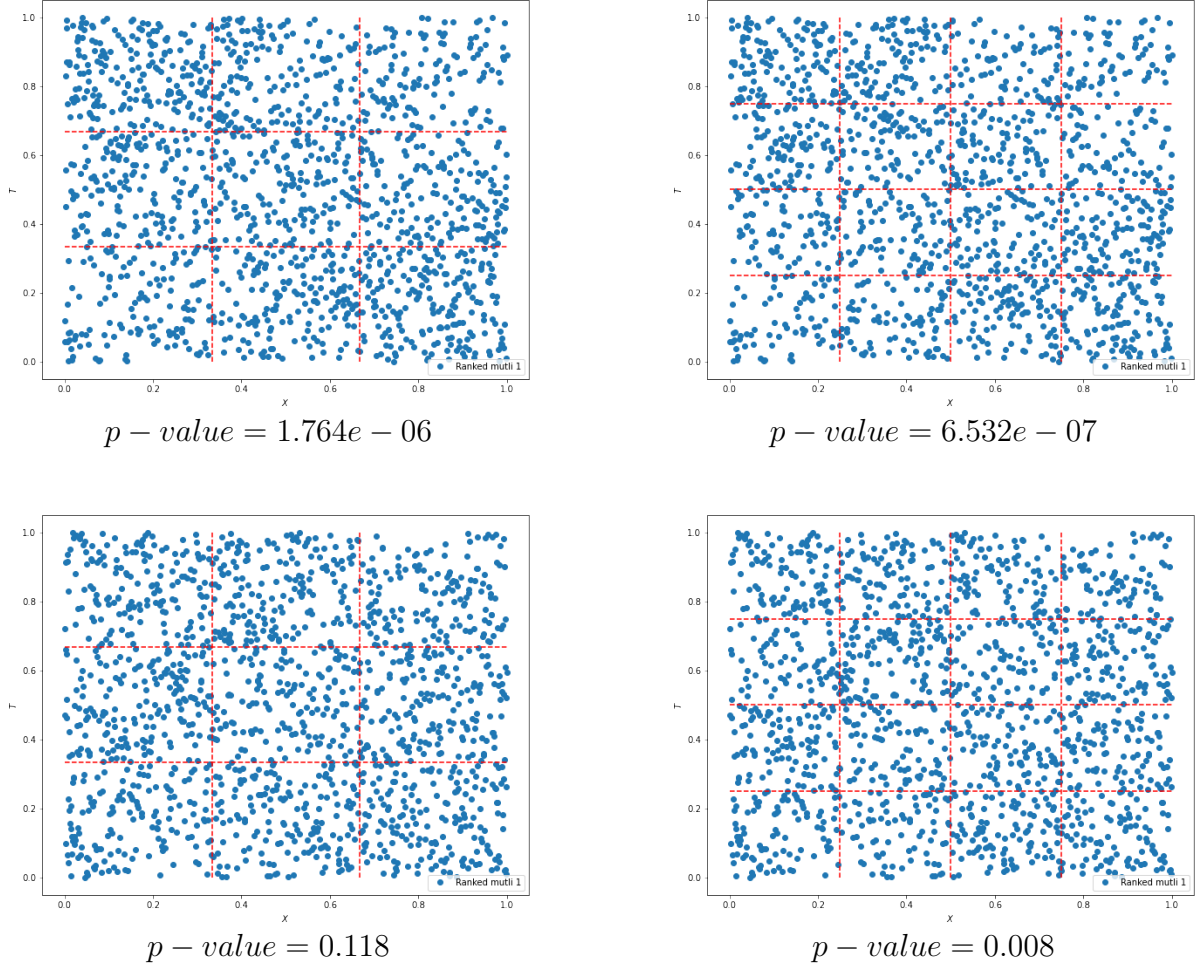 1.0
0.8
0.6
0.4
0.2
0.0
T
0.0 0.2 0.4 0.6 0.8 1.0
X
Ranked mutli 1
p − value = 1.764e − 06
1.0
0.8
0.6
0.4
0.2
0.0
T
0.0 0.2 0.4 0.6 0.8 1.0
X
Ranked mutli 1
p − value = 6.532e − 07
1.0
0.8
0.6
0.4
0.2
0.0
T
0.0 0.2 0.4 0.6 0.8 1.0
X
Ranked mutli 1
p − value = 0.118
1.0
0.8
0.6
0.4
0.2
0.0
T
0.0 0.2 0.4 0.6 0.8 1.0
X
Ranked mutli 1
p − value = 0.008